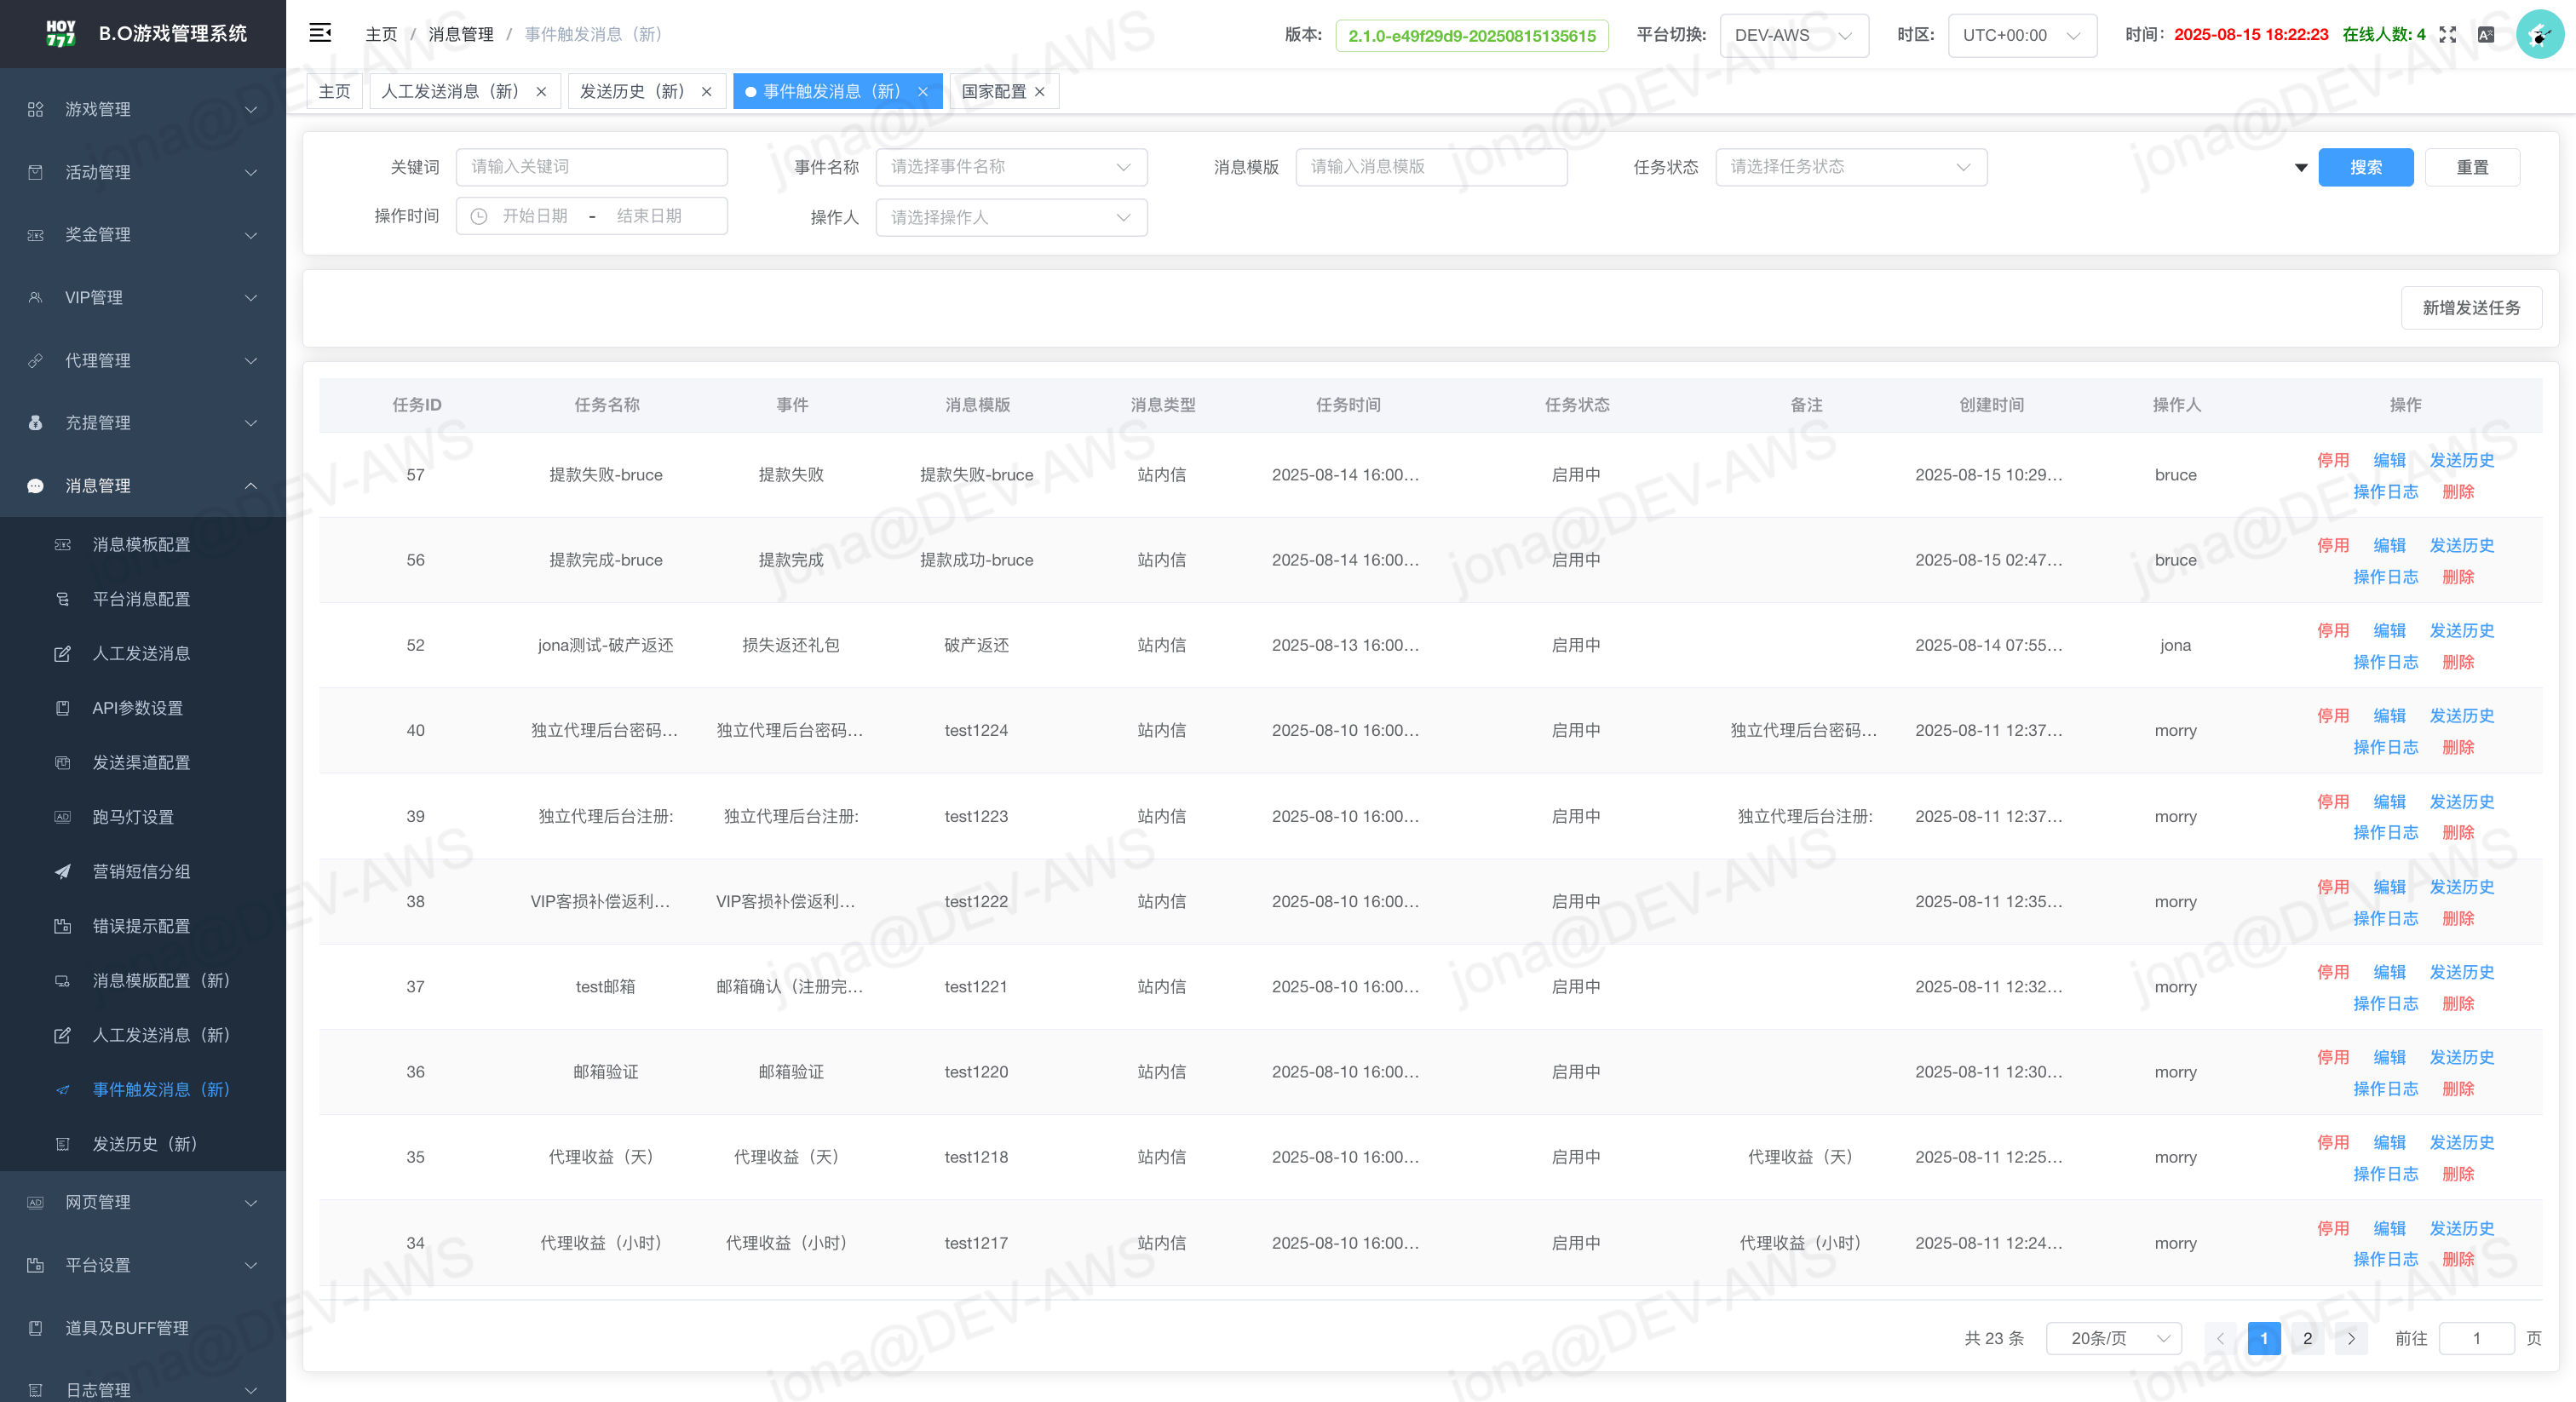 HOY
777
B.O游戏管理系统
主页 / 消息管理 / 事件触发消息（新）
版本: 2.1.0-e49f29d9-20250815135615 平台切换: DEV-AWS 时区: UTC+00:00 时间: 2025-08-15 18:22:23 在线人数: 4
主页 人工发送消息（新） 发送历史（新） 事件触发消息（新） 国家配置
游戏管理
活动管理
奖金管理
VIP管理
代理管理
充提管理
消息管理
消息模板配置
平台消息配置
人工发送消息
API参数设置
发送渠道配置
跑马灯设置
营销短信分组
错误提示配置
消息模版配置（新）
人工发送消息（新）
事件触发消息（新）
发送历史（新）
网页管理
平台设置
道具及BUFF管理
日志管理
关键词 请输入关键词 事件名称 请选择事件名称 消息模版 请输入消息模版 任务状态 请选择任务状态 搜索 重置
操作时间 开始日期 - 结束日期 操作人 请选择操作人
新增发送任务
任务ID 任务名称 事件 消息模版 消息类型 任务时间 任务状态 备注 创建时间 操作人 操作
57 提款失败-bruce 提款失败 提款失败-bruce 站内信 2025-08-14 16:00... 启用中 2025-08-15 10:29... bruce 停用 编辑 发送历史
操作日志 删除
56 提款完成-bruce 提款完成 提款成功-bruce 站内信 2025-08-14 16:00... 启用中 2025-08-15 02:47... bruce 停用 编辑 发送历史
操作日志 删除
52 jona测试-破产返还 损失返还礼包 破产返还 站内信 2025-08-13 16:00... 启用中 2025-08-14 07:55... jona 停用 编辑 发送历史
操作日志 删除
40 独立代理后台密码... 独立代理后台密码... test1224 站内信 2025-08-10 16:00... 启用中 独立代理后台密码... 2025-08-11 12:37... morry 停用 编辑 发送历史
操作日志 删除
39 独立代理后台注册: 独立代理后台注册: test1223 站内信 2025-08-10 16:00... 启用中 独立代理后台注册: 2025-08-11 12:37... morry 停用 编辑 发送历史
操作日志 删除
38 VIP客损补偿返利... VIP客损补偿返利... test1222 站内信 2025-08-10 16:00... 启用中 2025-08-11 12:35... morry 停用 编辑 发送历史
操作日志 删除
37 test邮箱 邮箱确认（注册完... test1221 站内信 2025-08-10 16:00... 启用中 2025-08-11 12:32... morry 停用 编辑 发送历史
操作日志 删除
36 邮箱验证 邮箱验证 test1220 站内信 2025-08-10 16:00... 启用中 2025-08-11 12:30... morry 停用 编辑 发送历史
操作日志 删除
35 代理收益（天） 代理收益（天） test1218 站内信 2025-08-10 16:00... 启用中 代理收益（天） 2025-08-11 12:25... morry 停用 编辑 发送历史
操作日志 删除
34 代理收益（小时） 代理收益（小时） test1217 站内信 2025-08-10 16:00... 启用中 代理收益（小时） 2025-08-11 12:24... morry 停用 编辑 发送历史
操作日志 删除
共 23 条 20条/页 1 2 前往 1 页
jona@DEV-AWS